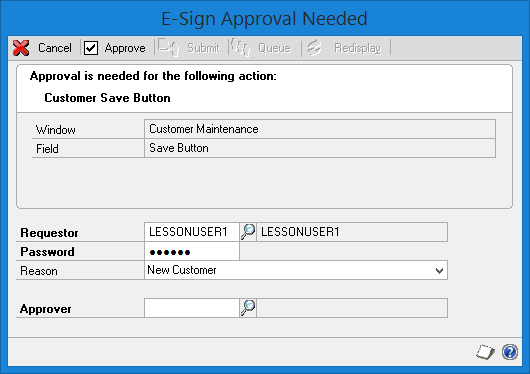 E-Sign Approval Needed
Cancel Approve Submit Queue Redisplay
Approval is needed for the following action:
Customer Save Button
Window Customer Maintenance
Field Save Button
Requestor LESSONUSER1 LESSONUSER1
Password ●●●●●●
Reason New Customer
Approver